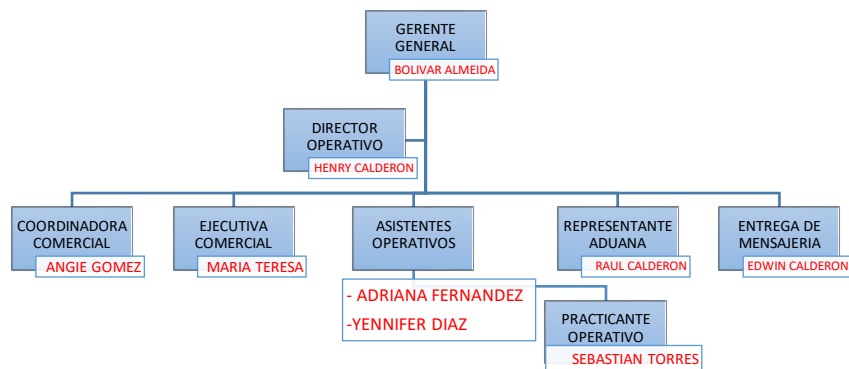 GERENTE
GENERAL
BOLIVAR ALMEIDA
DIRECTOR
OPERATIVO
HENRY CALDERON
COORDINADORA
COMERCIAL
ANGIE GOMEZ
EJECUTIVA
COMERCIAL
MARIA TERESA
ASISTENTES
OPERATIVOS
- ADRIANA FERNANDEZ
-YENNIFER DIAZ
REPRESENTANTE
ADUANA
RAUL CALDERON
ENTREGA DE
MENSAJERIA
EDWIN CALDERON
PRACTICANTE
OPERATIVO
SEBASTIAN TORRES